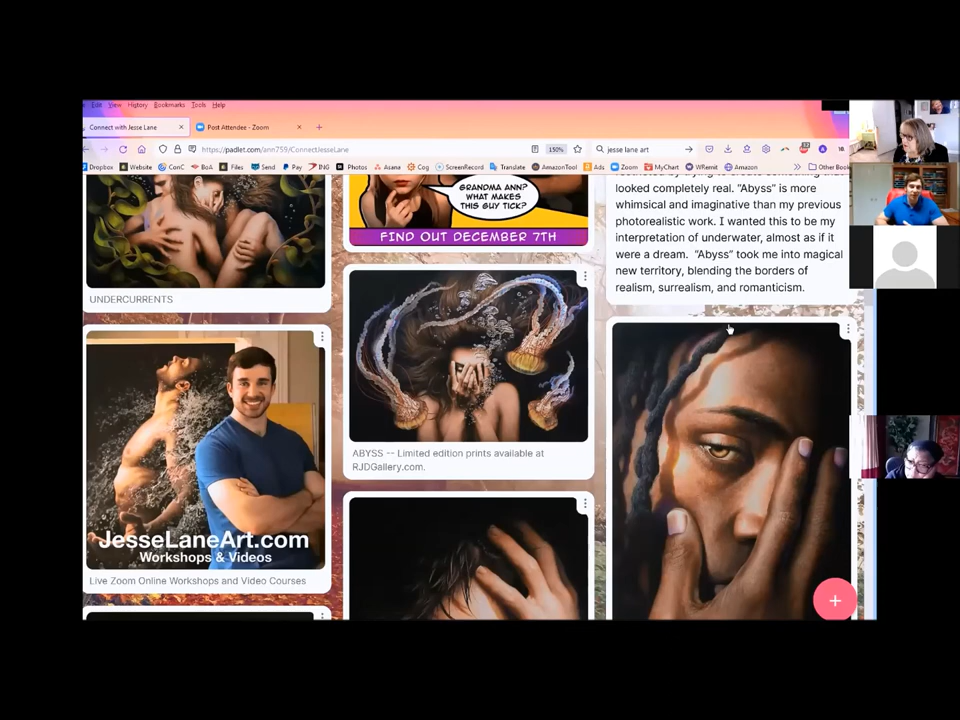 Edit View History Bookmarks Tools Help
Connect with Jesse Lane × Post Attendee - Zoom × +
https://padlet.com/ann759/ConnectJesseLane 150% jesse lane art
Dropbox Website ConC BoA Files Send Pay ING Photos Asana Cog ScreenRecord Translate AmazonTool Ads Zoom MyChart WRemit Amazon Other Boo
UNDERCURRENTS
JesseLaneArt.com
Workshops & Videos
Live Zoom Online Workshops and Video Courses
GRANDMA ANN?
WHAT MAKES
THIS GUY TICK?
FIND OUT DECEMBER 7TH
ABYSS -- Limited edition prints available at
RJDGallery.com.
looked completely real. “Abyss” is more
whimsical and imaginative than my previous
photorealistic work. I wanted this to be my
interpretation of underwater, almost as if it
were a dream. “Abyss” took me into magical
new territory, blending the borders of
realism, surrealism, and romanticism.
+